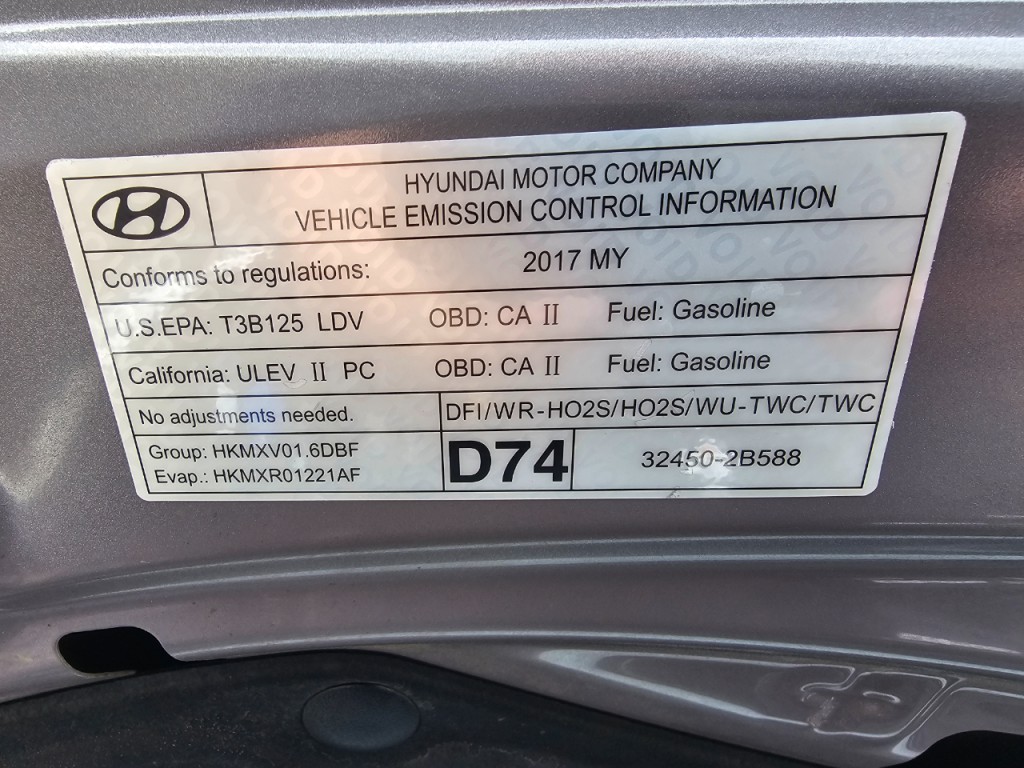 HYUNDAI MOTOR COMPANY
VEHICLE EMISSION CONTROL INFORMATION
Conforms to regulations: 2017 MY
U.S.EPA: T3B125 LDV OBD: CA II Fuel: Gasoline
California: ULEV II PC OBD: CA II Fuel: Gasoline
No adjustments needed. DFI/WR-HO2S/HO2S/WU-TWC/TWC
Group: HKMXV01.6DBF
Evap.: HKMXR01221AF
D74 32450-2B588